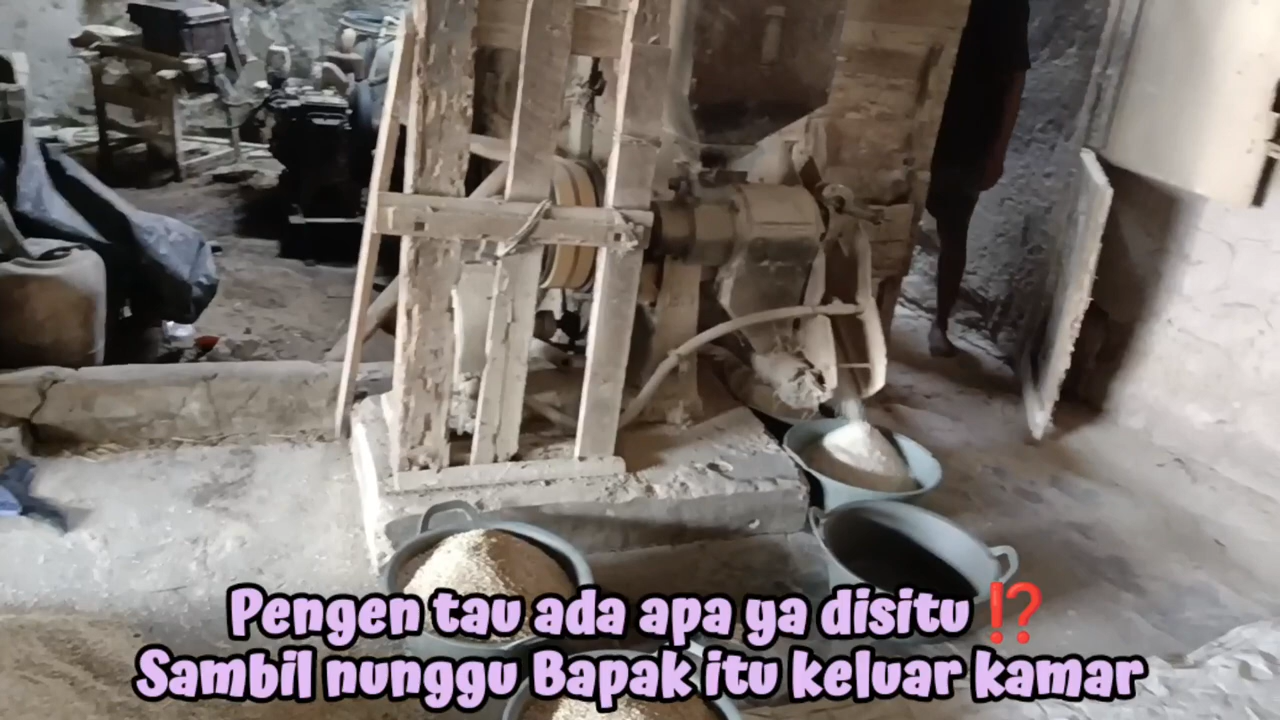 Pengen tau ada apa ya disitu ⁉️
Sambil nunggu Bapak itu keluar kamar